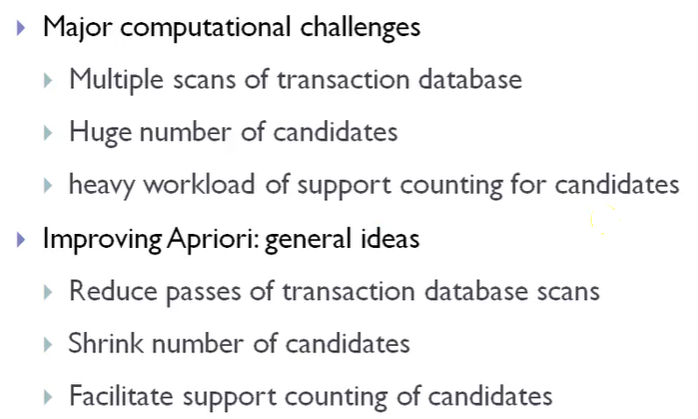 Major computational challenges
Multiple scans of transaction database
Huge number of candidates
heavy workload of support counting for candidates
Improving Apriori: general ideas
Reduce passes of transaction database scans
Shrink number of candidates
Facilitate support counting of candidates